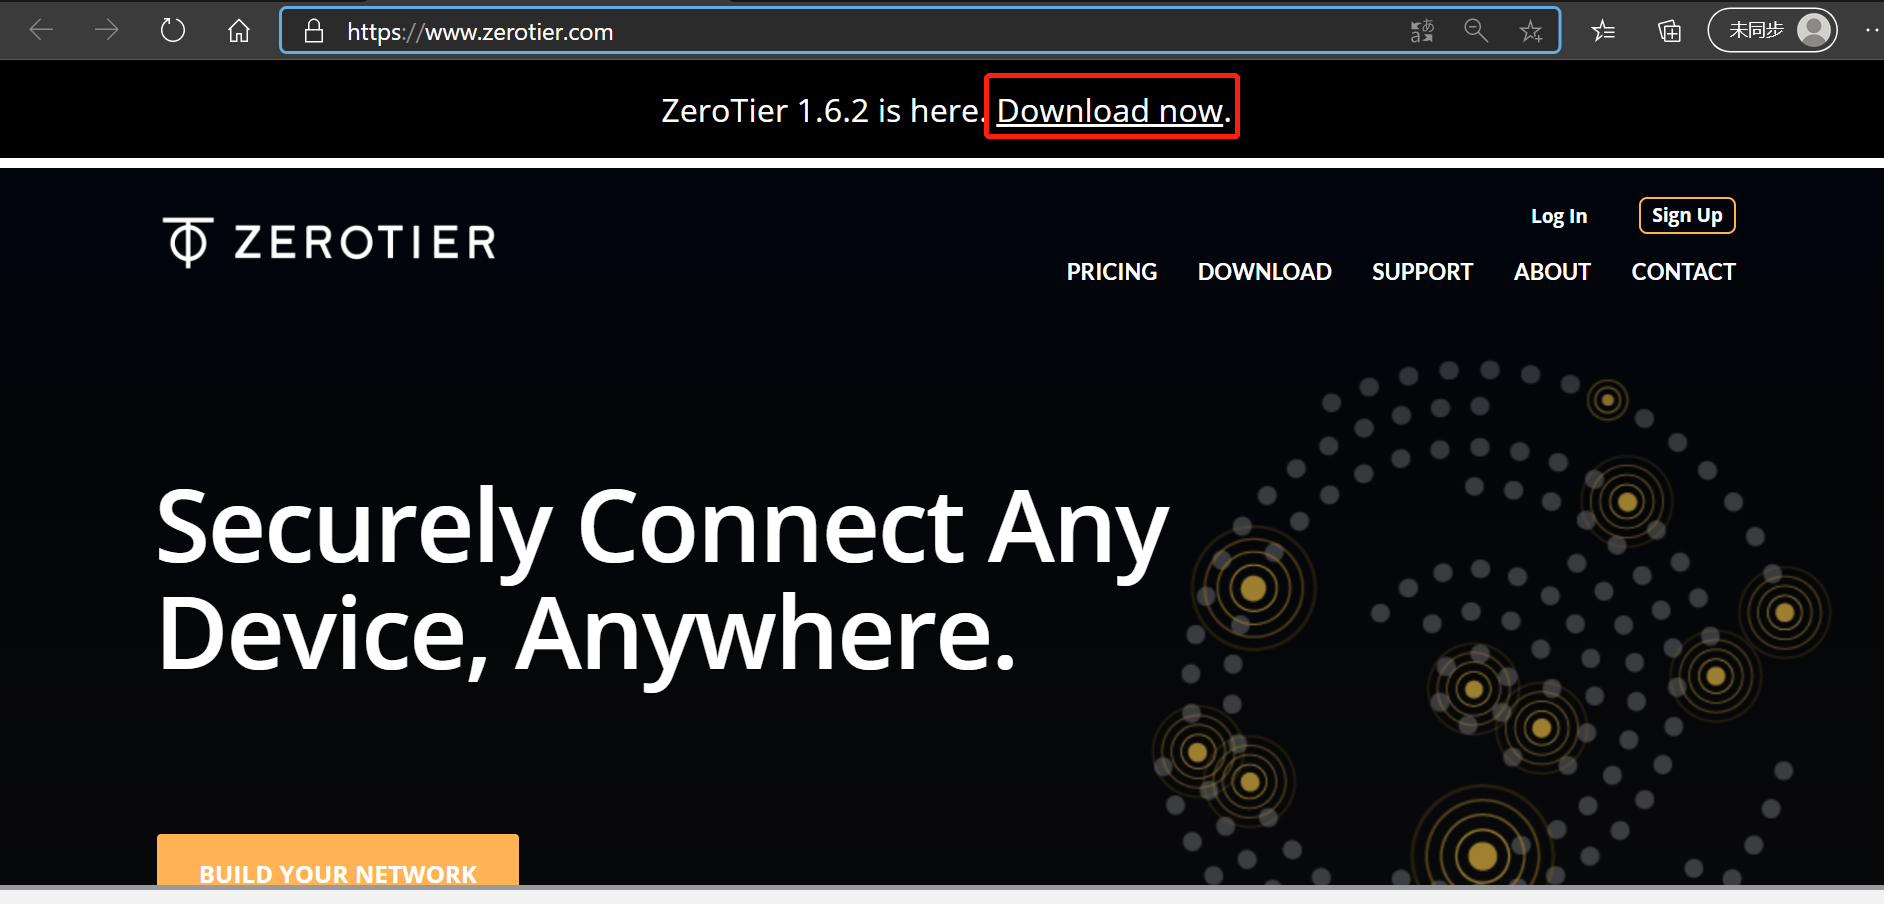 https://www.zerotier.com
未同步
ZeroTier 1.6.2 is here. Download now.
ZEROTIER
Log In
Sign Up
PRICING DOWNLOAD SUPPORT ABOUT CONTACT
Securely Connect Any
Device, Anywhere.
BUILD YOUR NETWORK